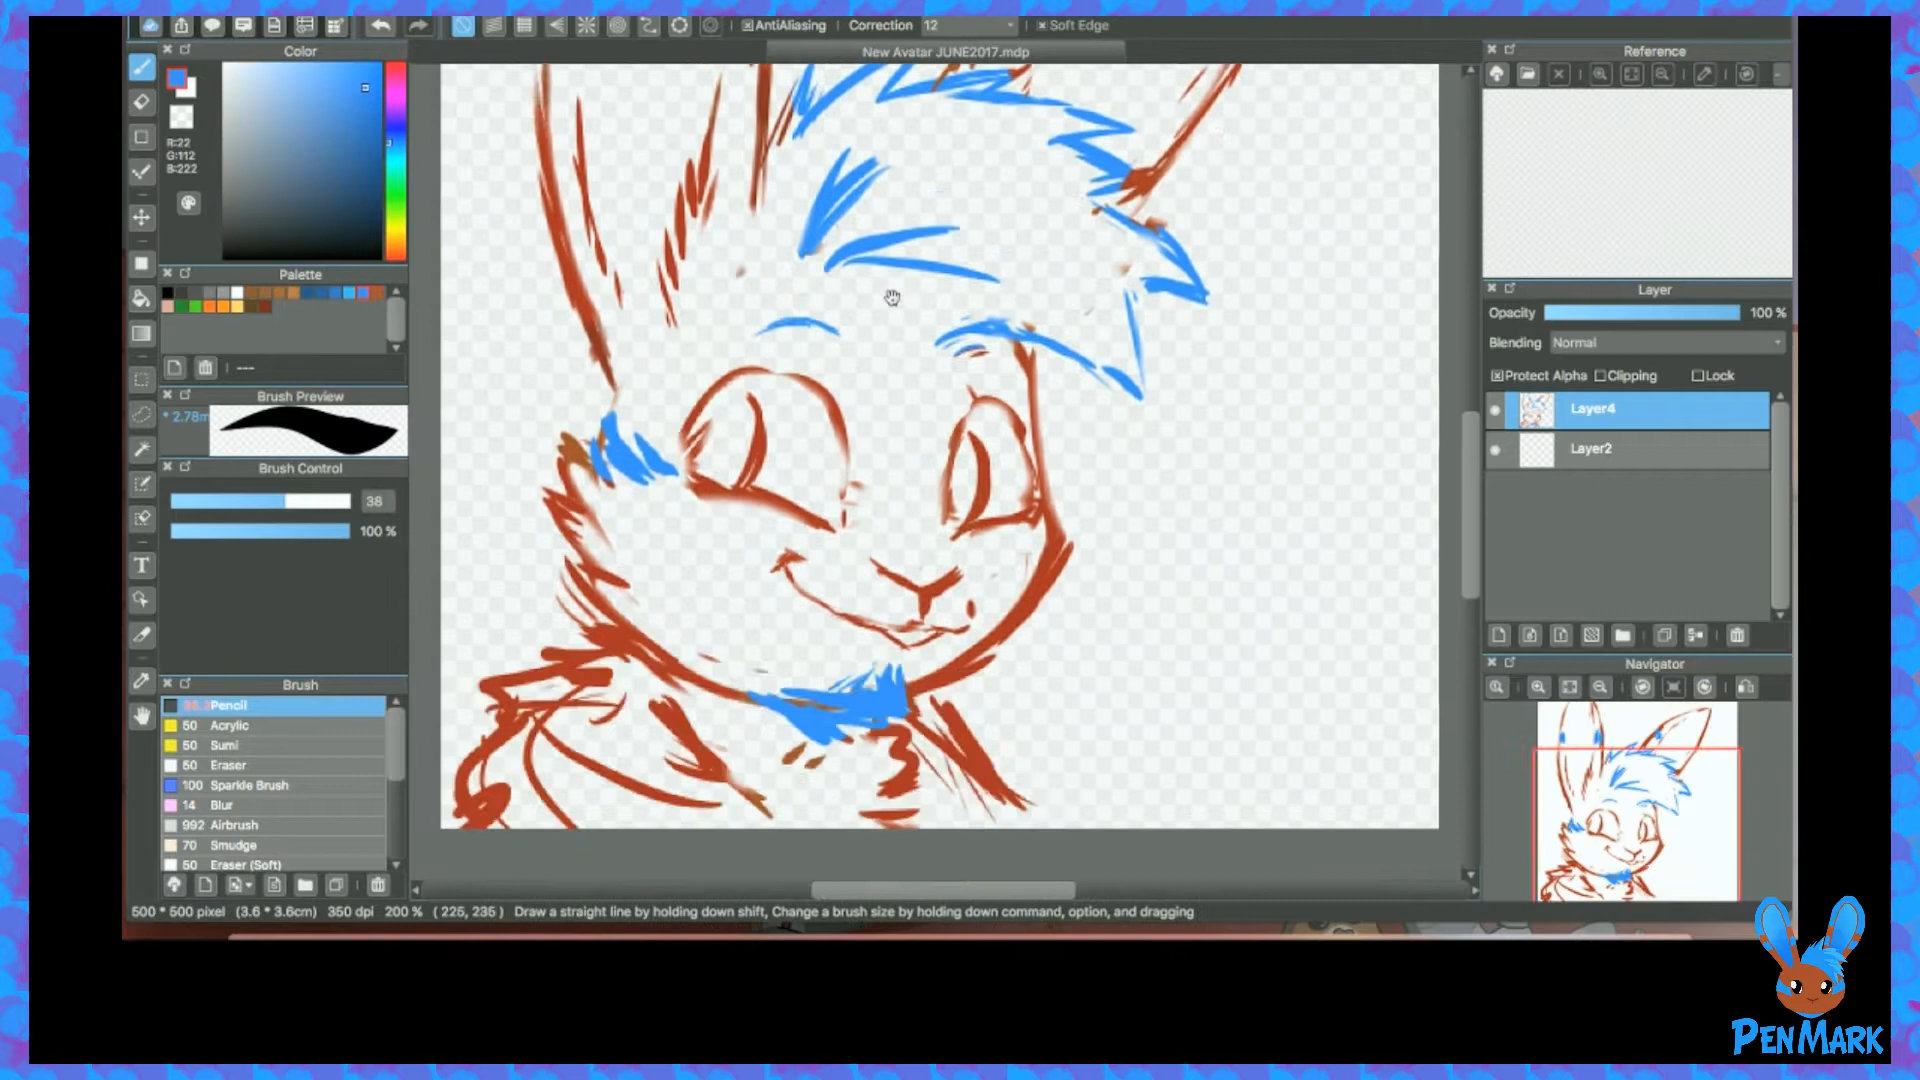 AntiAliasing Correction 12 Soft Edge
Color
New Avatar JUNE2017.mdp
Reference
R:22
G:112
B:222
Palette
Layer
Opacity 100 %
Blending Normal
Protect Alpha Clipping Lock
---
Brush Preview
* 2.78m
Layer4
Layer2
Brush Control
38
100 %
T
Navigator
Brush
Pencil
50 Acrylic
50 Sumi
50 Eraser
100 Sparkle Brush
14 Blur
992 Airbrush
70 Smudge
50 Eraser (Soft)
500 * 500 pixel (3.6 * 3.6cm) 350 dpi 200 % ( 225, 235 ) Draw a straight line by holding down shift, Change a brush size by holding down command, option, and dragging
PENMARK